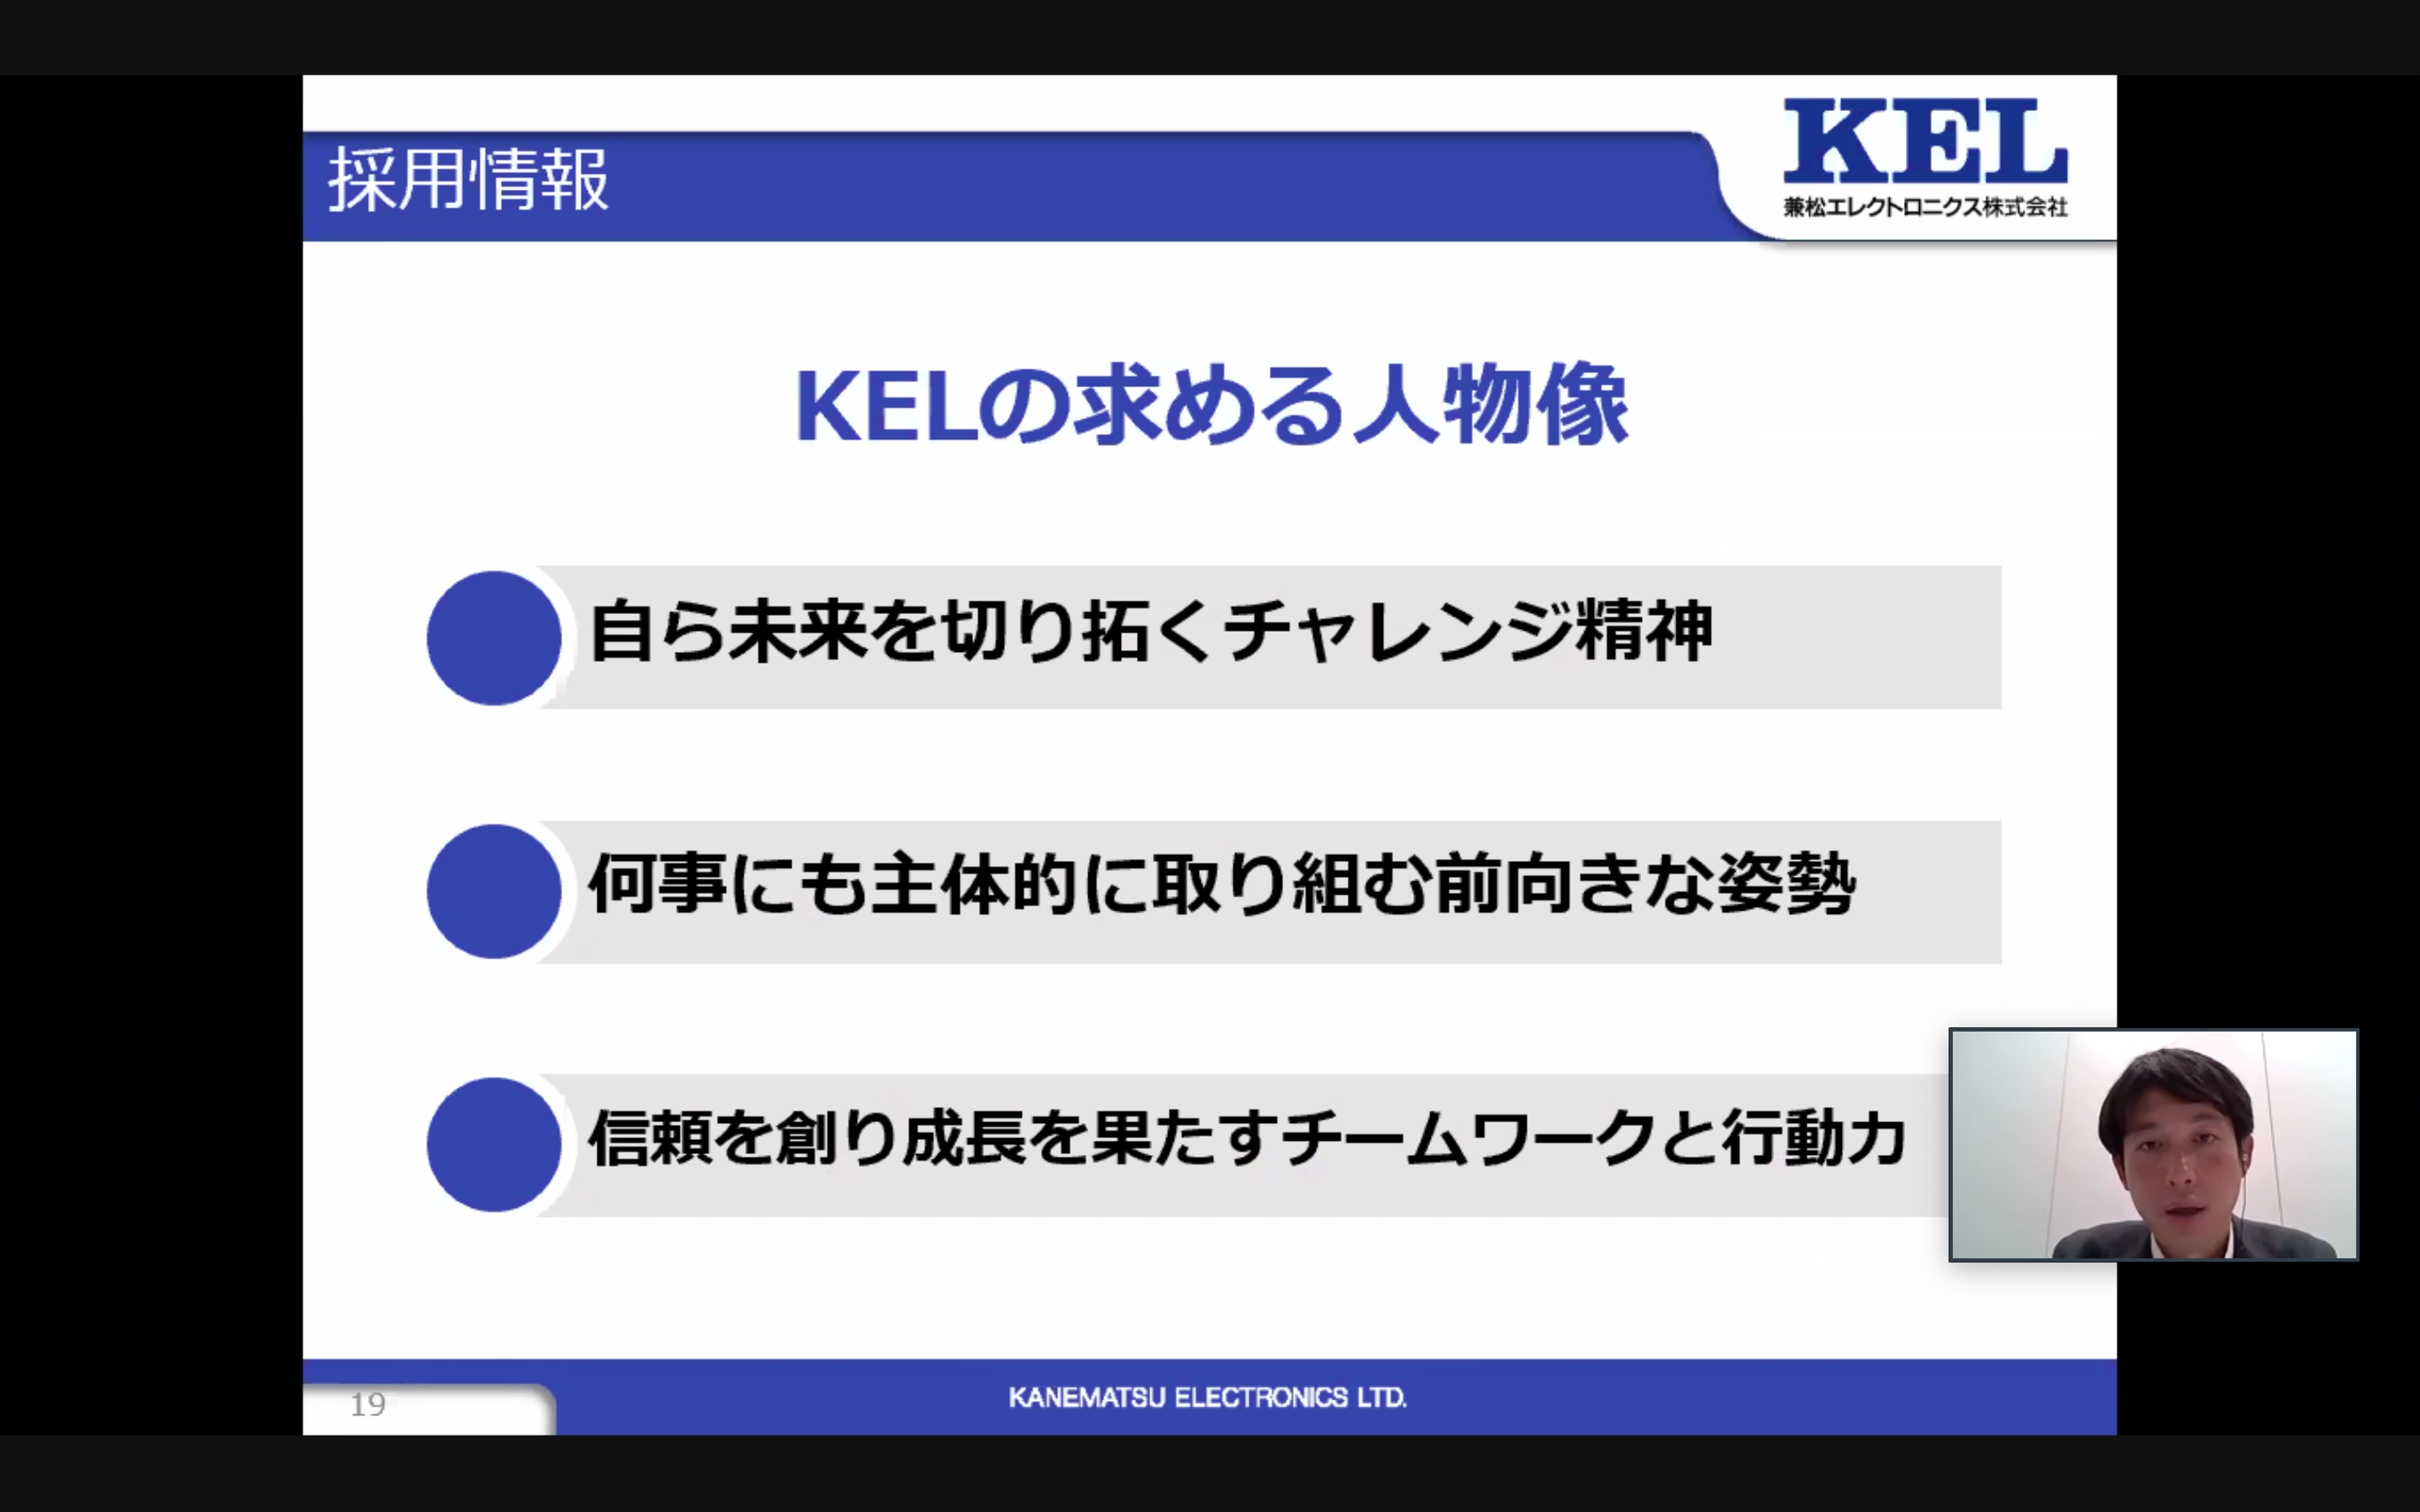 採用情報
KEL
兼松エレクトロニクス株式会社
KELの求める人物像
自ら未来を切り拓くチャレンジ精神
何事にも主体的に取り組む前向きな姿勢
信頼を創り成長を果たすチームワークと行動力
19
KANEMATSU ELECTRONICS LTD.